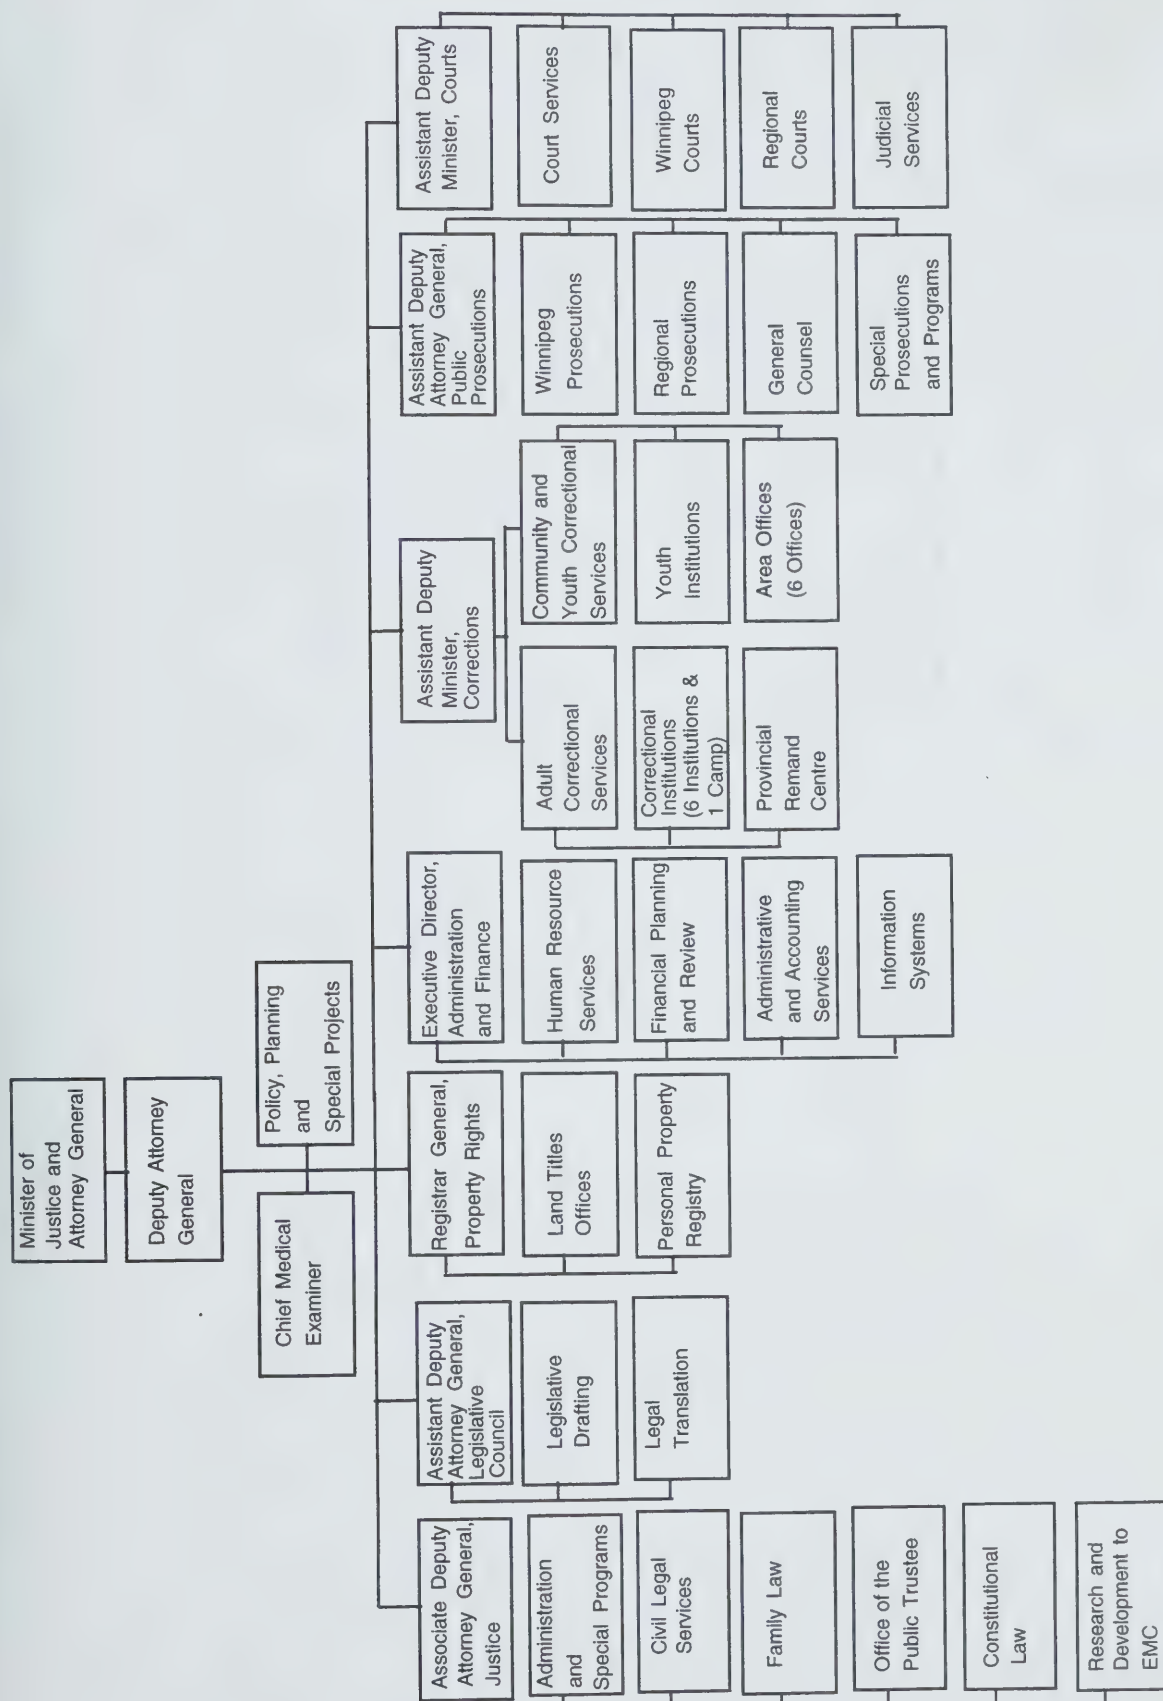 Minister of
Justice and
Attorney General
Deputy Attorney
General
Chief Medical
Examiner
Policy, Planning
and
Special Projects
Associate Deputy
Attorney General,
Justice
Administration
and
Special Programs
Civil Legal
Services
Family Law
Office of the
Public Trustee
Constitutional
Law
Research and
Development to
EMC
Assistant Deputy
Attorney General,
Legislative
Council
Legislative
Drafting
Legal
Translation
Registrar General,
Property Rights
Land Titles
Offices
Personal Property
Registry
Executive Director,
Administration
and Finance
Human Resource
Services
Financial Planning
and Review
Administrative
and Accounting
Services
Information
Systems
Assistant Deputy
Minister,
Corrections
Adult
Correctional
Services
Correctional
Institutions
(6 Institutions &
1 Camp)
Provincial
Remand
Centre
Community and
Youth Correctional
Services
Youth
Institutions
Area Offices
(6 Offices)
Assistant Deputy
Attorney General,
Public
Prosecutions
Winnipeg
Prosecutions
Regional
Prosecutions
General
Counsel
Special
Prosecutions
and Programs
Assistant Deputy
Minister, Courts
Court Services
Winnipeg
Courts
Regional
Courts
Judicial
Services